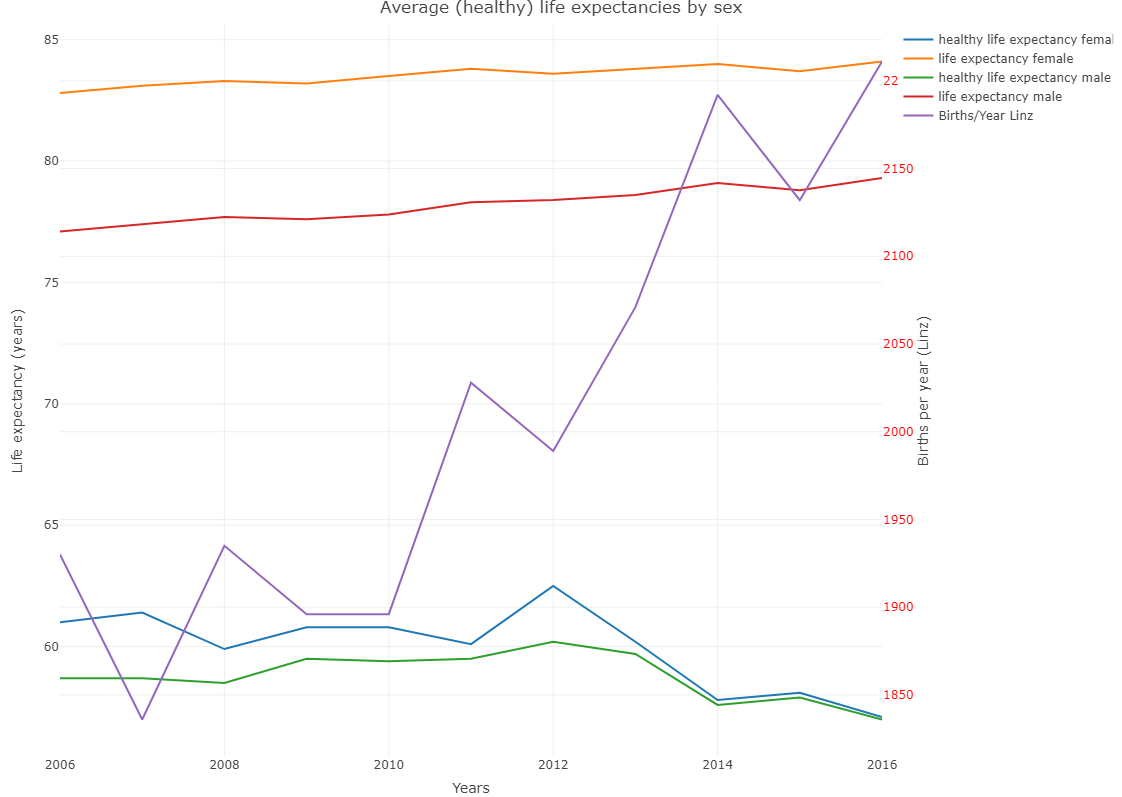 Average (healthy) life expectancies by sex
healthy life expectancy femal
life expectancy female
healthy life expectancy male
life expectancy male
Births/Year Linz
85
80
75
70
65
60
Life expectancy (years)
22
2150
2100
2050
2000
1950
1900
1850
Births per year (Linz)
2006
2008
2010
2012
2014
2016
Years